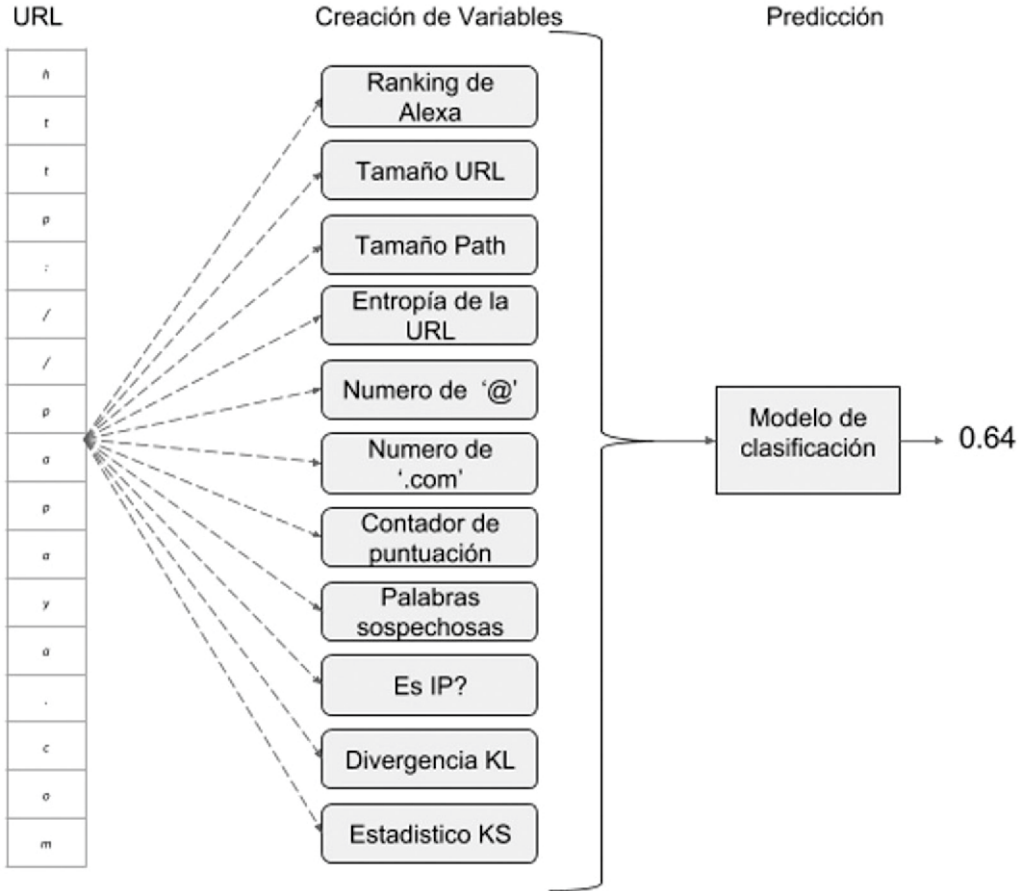 URL
Creación de Variables
Predicción
h
t
t
p
:
/
/
p
a
p
a
y
a
.
c
o
m
Ranking de
Alexa
Tamaño URL
Tamaño Path
Entropía de la
URL
Numero de ‘@’
Numero de
‘.com’
Contador de
puntuación
Palabras
sospechosas
Es IP?
Divergencia KL
Estadistico KS
Modelo de
clasificación
0.64